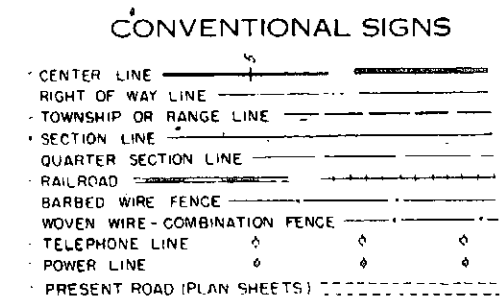 CONVENTIONAL SIGNS
5
CENTER LINE
RIGHT OF WAY LINE
TOWNSHIP OR RANGE LINE
SECTION LINE
QUARTER SECTION LINE
RAILROAD
BARBED WIRE FENCE
WOVEN WIRE-COMBINATION FENCE
TELEPHONE LINE
POWER LINE
PRESENT ROAD (PLAN SHEETS)